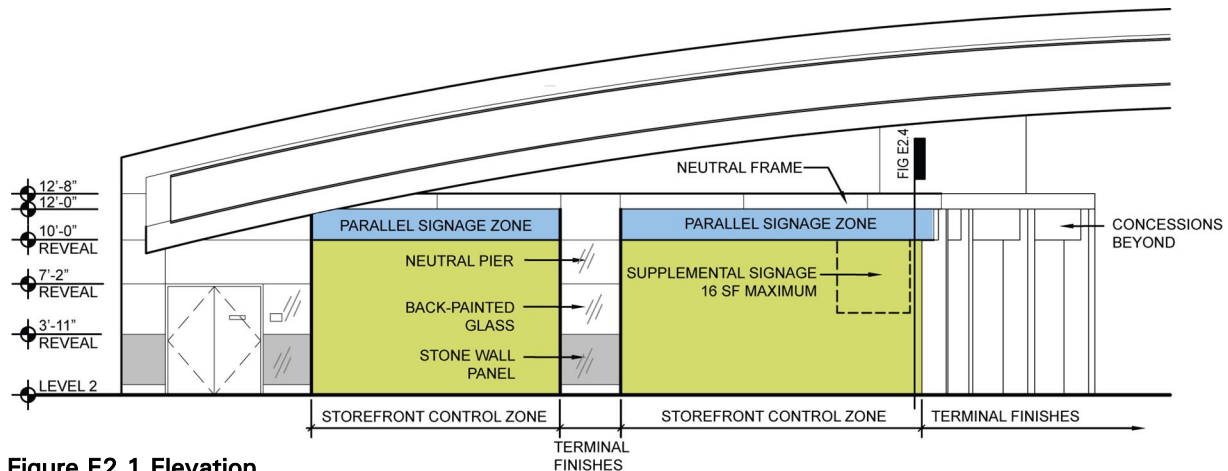 FIG E2.4
NEUTRAL FRAME
12'-8"
12'-0"
PARALLEL SIGNAGE ZONE
PARALLEL SIGNAGE ZONE
CONCESSIONS
BEYOND
10'-0"
REVEAL
NEUTRAL PIER
SUPPLEMENTAL SIGNAGE
16 SF MAXIMUM
7'-2"
REVEAL
BACK-PAINTED
GLASS
3'-11"
REVEAL
STONE WALL
PANEL
LEVEL 2
STOREFRONT CONTROL ZONE
STOREFRONT CONTROL ZONE
TERMINAL FINISHES
TERMINAL
FINISHES
Figure E2.1 Elevation